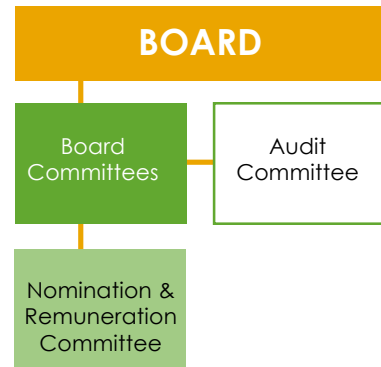 BOARD
Board
Committees
Audit
Committee
Nomination &
Remuneration
Committee